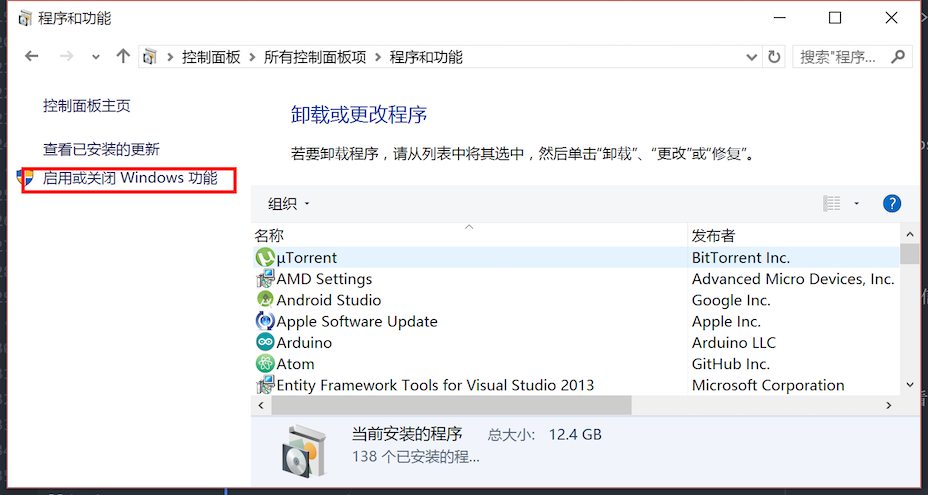 程序和功能
控制面板 > 所有控制面板项 > 程序和功能
搜索"程序...
控制面板主页
查看已安装的更新
启用或关闭 Windows 功能
卸载或更改程序
若要卸载程序，请从列表中将其选中，然后单击“卸载”、“更改”或“修复”。
组织
名称 发布者
µTorrent BitTorrent Inc.
AMD Settings Advanced Micro Devices, Inc.
Android Studio Google Inc.
Apple Software Update Apple Inc.
Arduino Arduino LLC
Atom GitHub Inc.
Entity Framework Tools for Visual Studio 2013 Microsoft Corporation
当前安装的程序 总大小: 12.4 GB
138 个已安装的程...